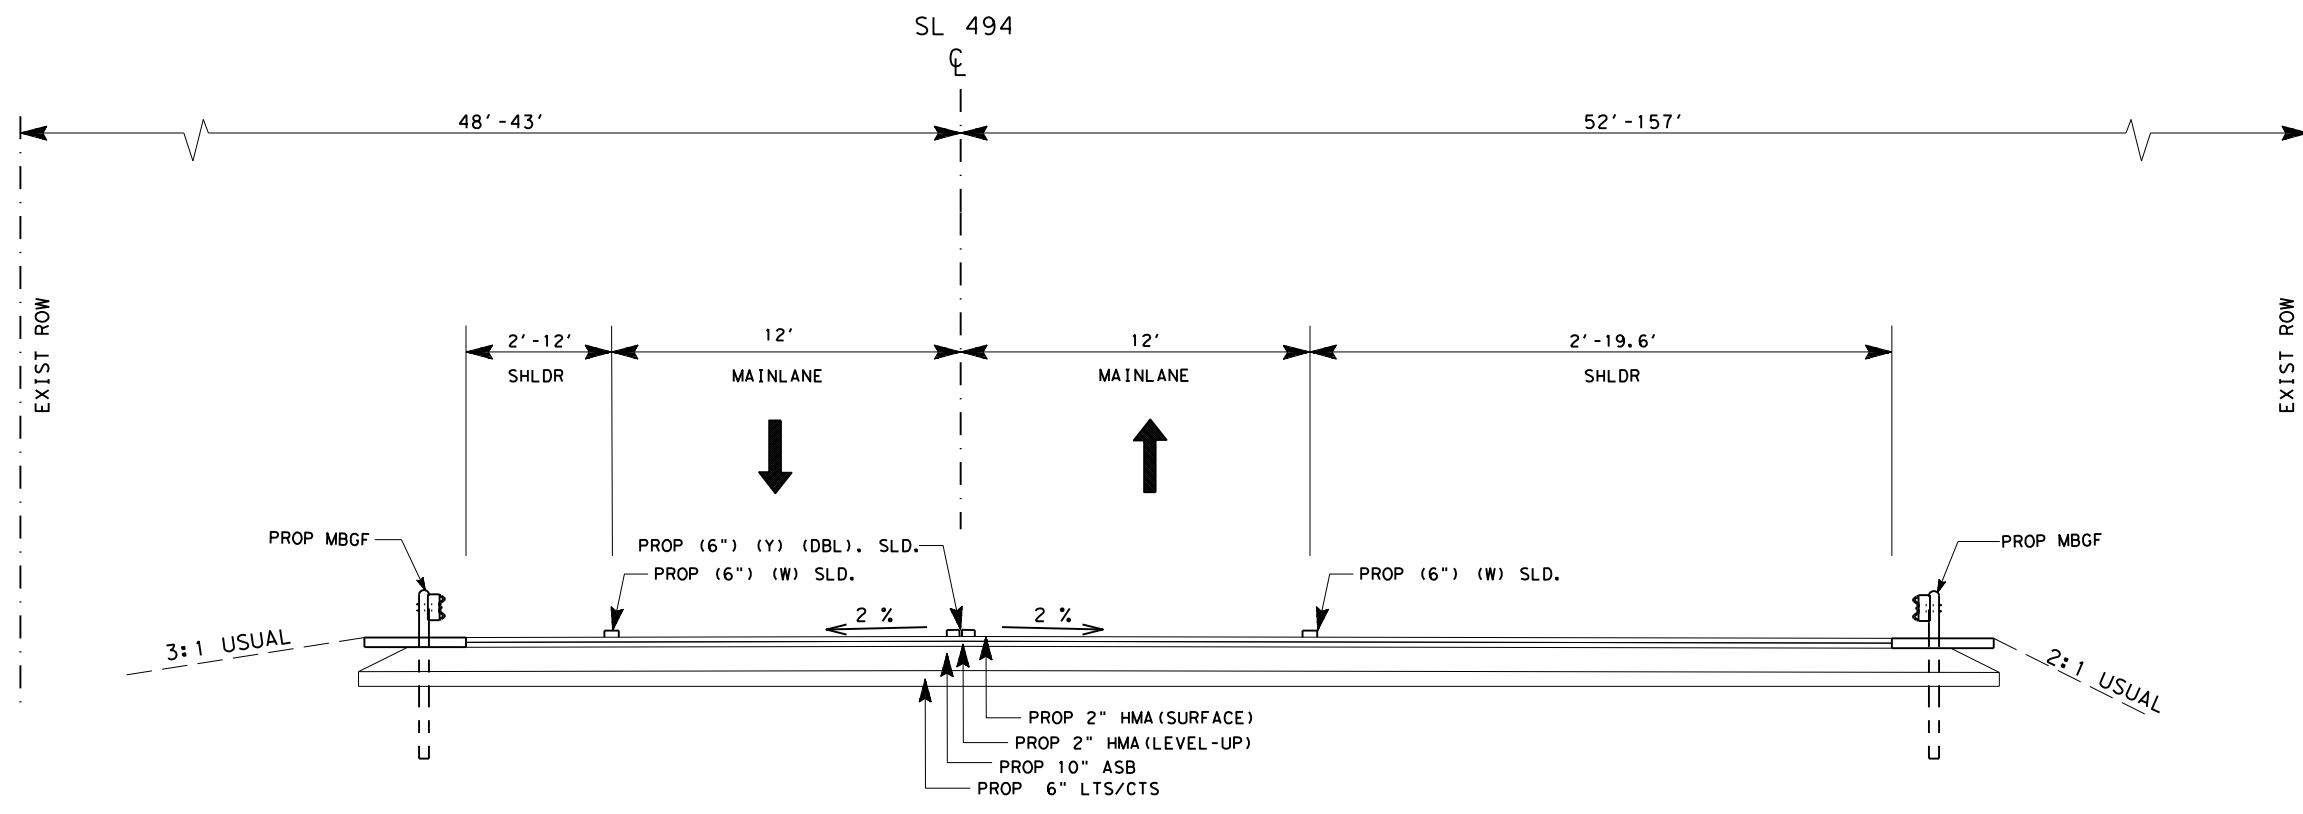 SL 494
℄
48'-43'
52'-157'
EXIST ROW
EXIST ROW
2'-12'
12'
12'
2'-19.6'
SHLDR
MAINLANE
MAINLANE
SHLDR
PROP MBGF
PROP (6") (Y) (DBL). SLD.
PROP MBGF
PROP (6") (W) SLD.
PROP (6") (W) SLD.
2 %
2 %
3:1 USUAL
2:1 USUAL
PROP 2" HMA(SURFACE)
PROP 2" HMA(LEVEL-UP)
PROP 10" ASB
PROP 6" LTS/CTS